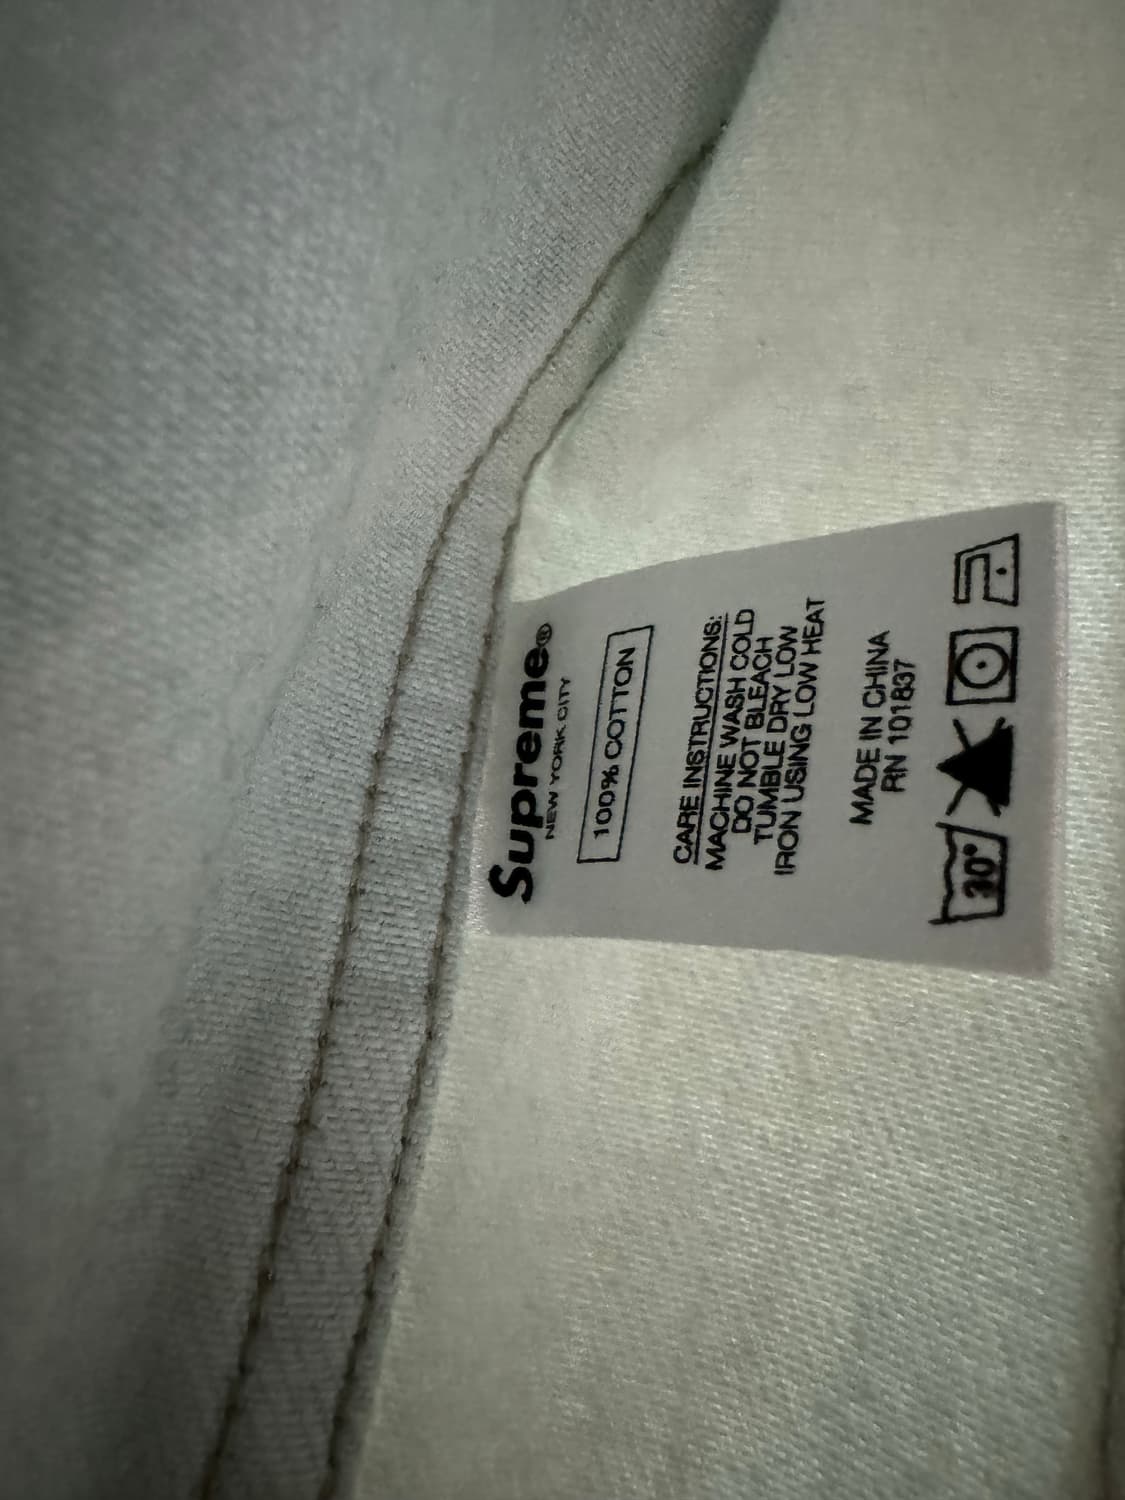 Supreme®
NEW YORK CITY
100% COTTON
CARE INSTRUCTIONS:
MACHINE WASH COLD
DO NOT BLEACH
TUMBLE DRY LOW
IRON USING LOW HEAT
MADE IN CHINA
RN 101837
30°